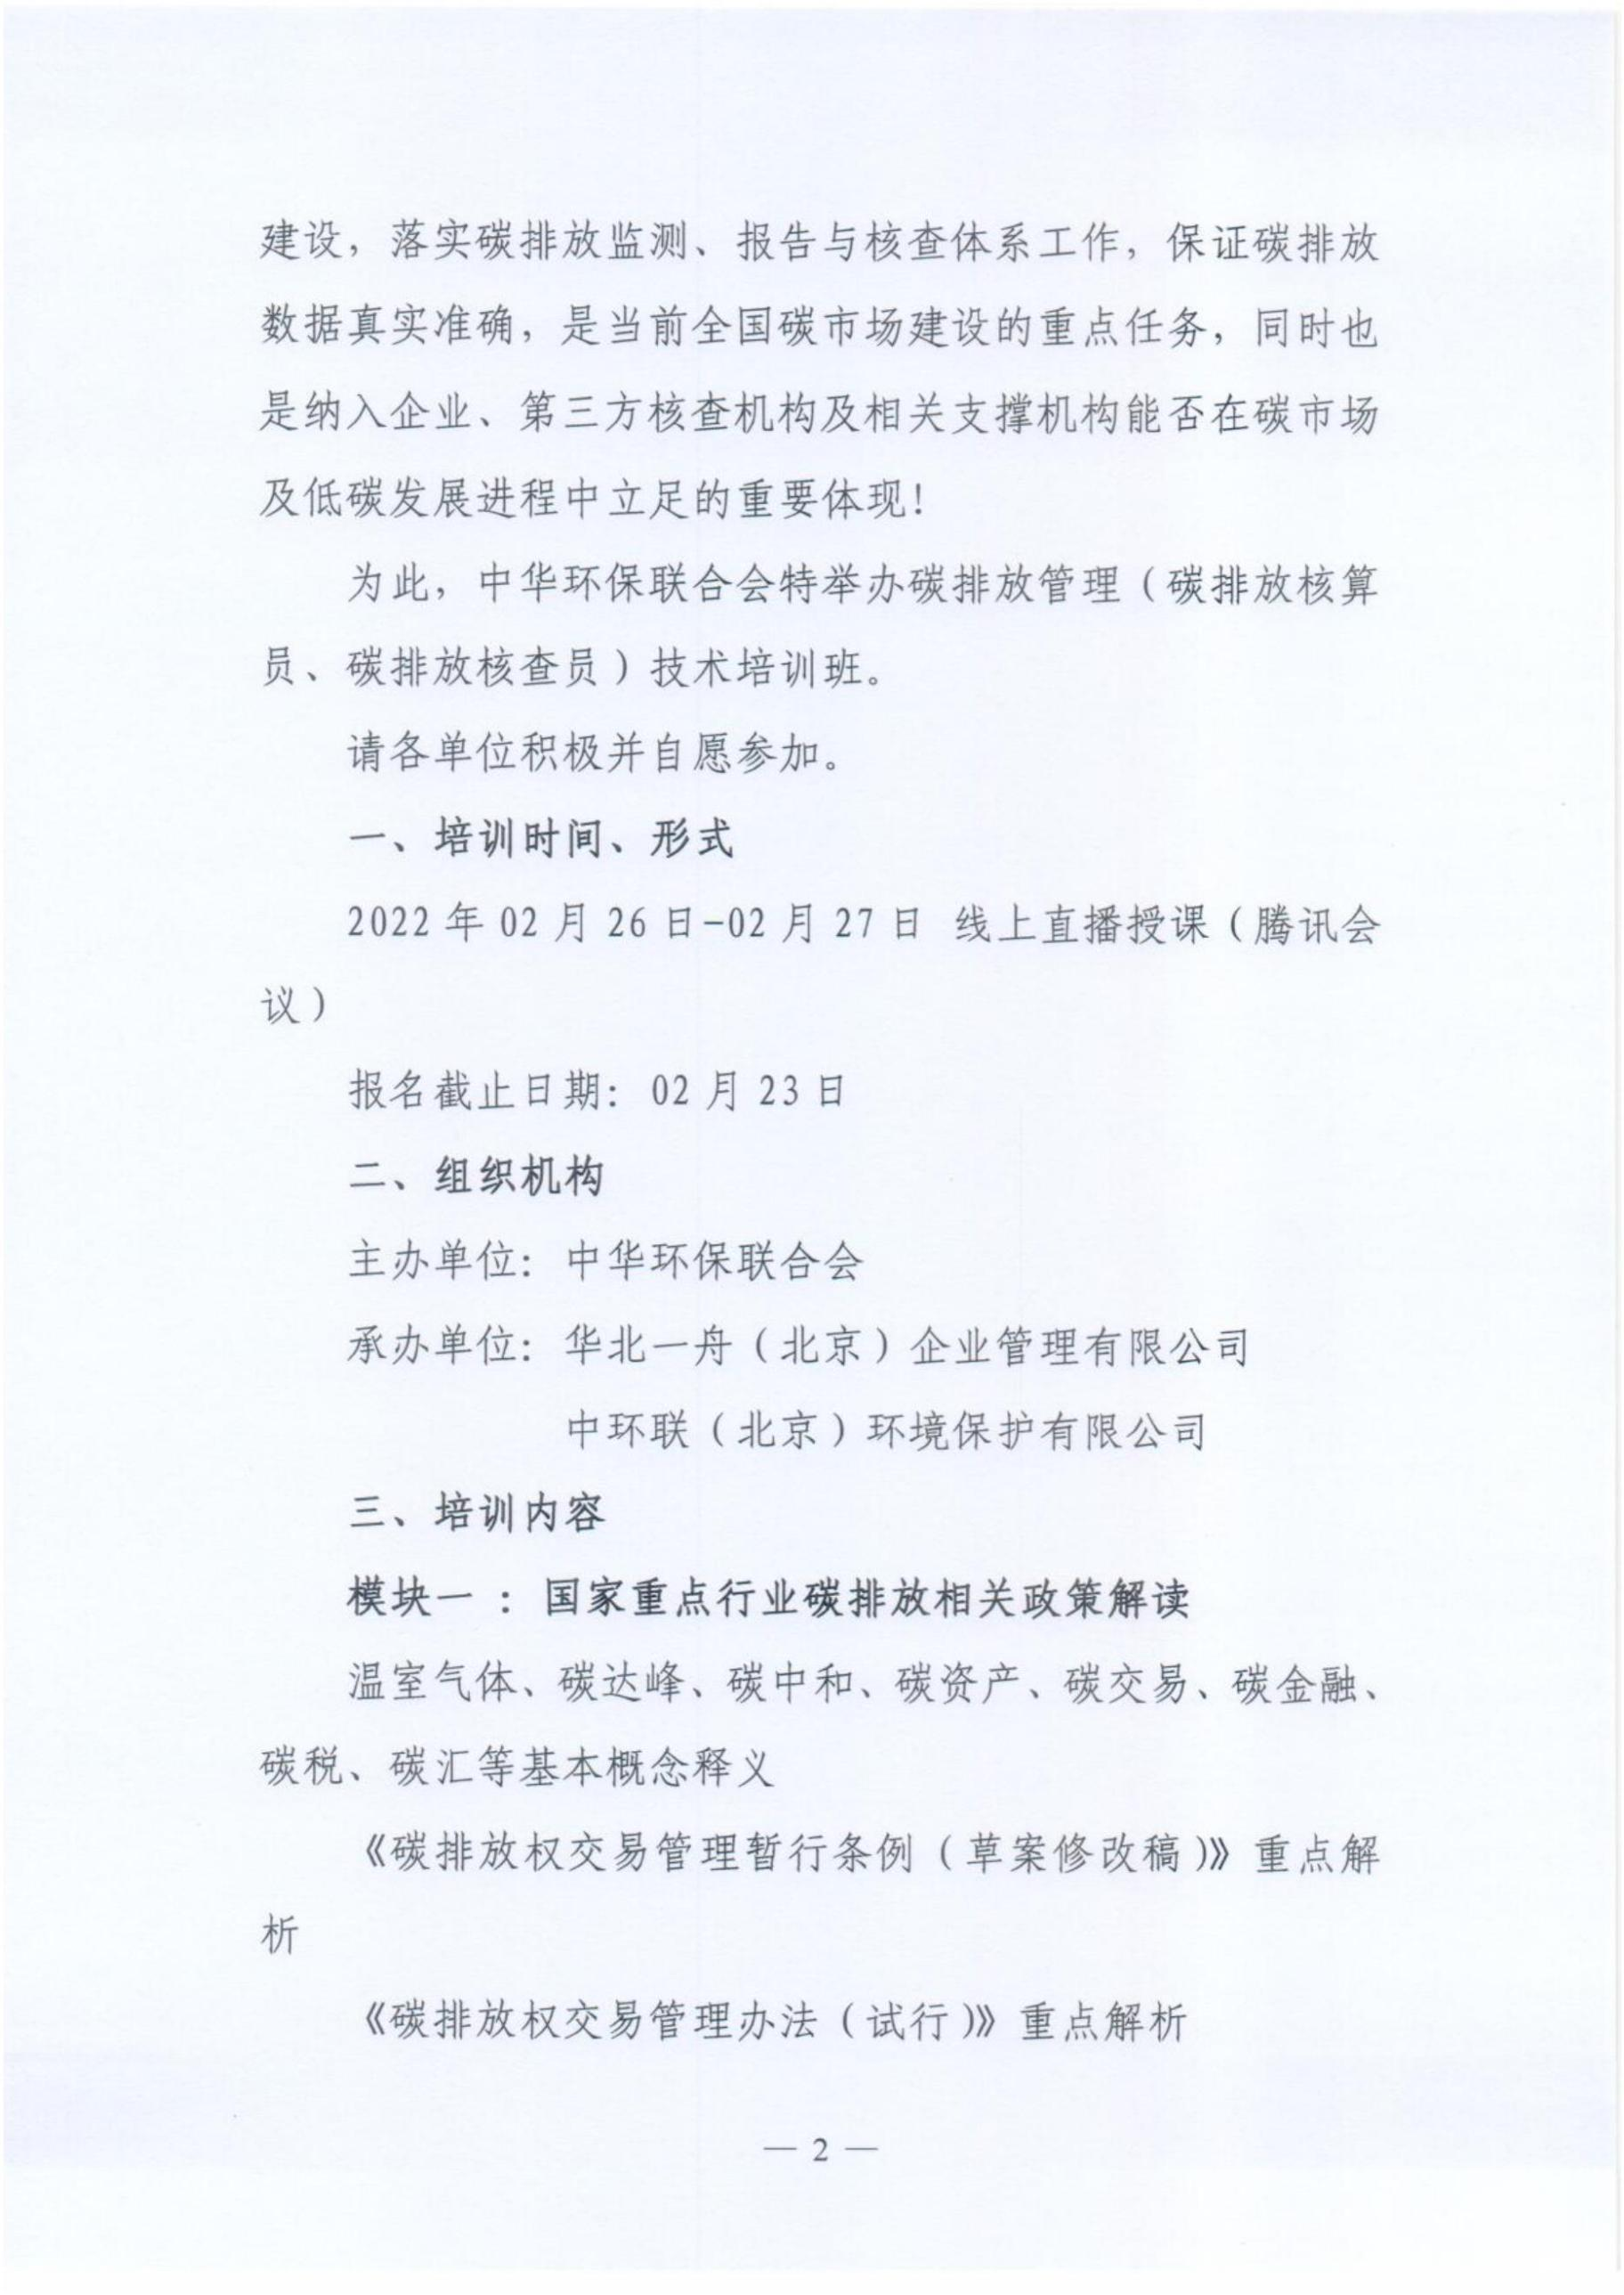 建设，落实碳排放监测、报告与核查体系工作，保证碳排放
数据真实准确，是当前全国碳市场建设的重点任务，同时也
是纳入企业、第三方核查机构及相关支撑机构能否在碳市场
及低碳发展进程中立足的重要体现！
为此，中华环保联合会特举办碳排放管理（碳排放核算
员、碳排放核查员）技术培训班。
请各单位积极并自愿参加。
一、培训时间、形式
2022 年 02 月 26 日-02 月 27 日 线上直播授课（腾讯会
议）
报名截止日期：02 月 23 日
二、组织机构
主办单位：中华环保联合会
承办单位：华北一舟（北京）企业管理有限公司
中环联（北京）环境保护有限公司
三、培训内容
模块一 ：国家重点行业碳排放相关政策解读
温室气体、碳达峰、碳中和、碳资产、碳交易、碳金融、
碳税、碳汇等基本概念释义
《碳排放权交易管理暂行条例（草案修改稿）》重点解
析
《碳排放权交易管理办法（试行）》重点解析
— 2 —